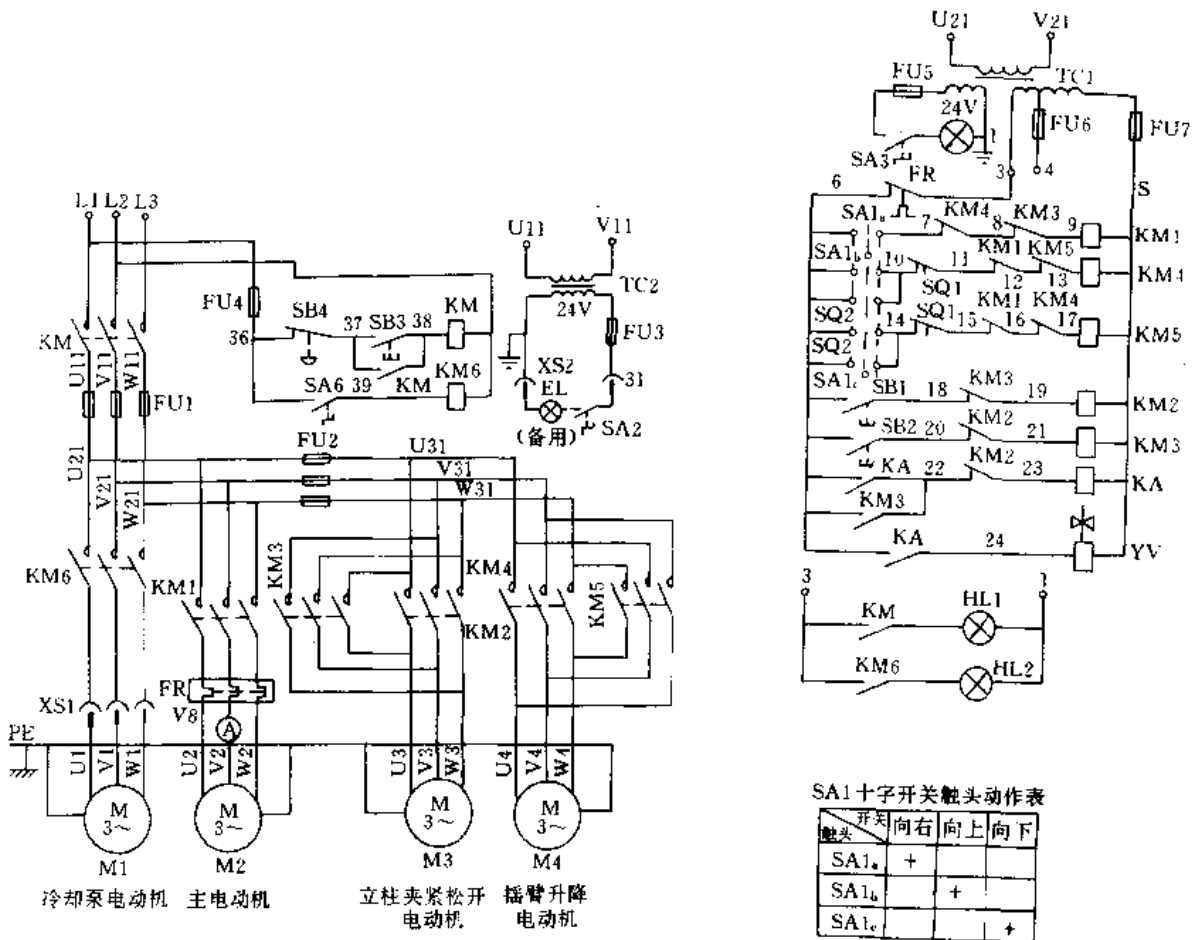 U21 V21
FU5 TC1
24V
FU6 FU7
SA3 3 4
6 FR S
SA1a 7 KM4 8 KM3 9 KM1
SA1b 10 11 KM1 KM5 KM4
12 13
SQ2 SQ1 SQ1 KM1 KM4
14 15 16 17 KM5
SQ2
SA1c SB1 18 KM3 19 KM2
SB2 20 KM2 21 KM3
KA 22 KM2 23 KA
KM3
KA 24 YV
3
KM HL1
KM6 HL2
L1 L2 L3
FU4 SB4 37 SB3 38 KM
36
KM
SA6 39 KM KM6
U11 V11 W11
FU1
U11 V11
TC2
24V
FU3
XS2 31
EL
(备用) SA2
FU2
U21 V21 W21
U31
V31
W31
KM6 KM1 KM3 KM4 KM5
KM2
FR
XS1 V8
A
PE
U1 V1 W1 U2 V2 W2 U3 V3 W3 U4 V4 W4
M 3～ M 3～ M 3～ M 3～
M1 M2 M3 M4
冷却泵电动机 主电动机 立柱夹紧松开电动机 摇臂升降电动机
SA1十字开关触头动作表
触头 开关 向右 向上 向下
SA1a +
SA1b +
SA1c +